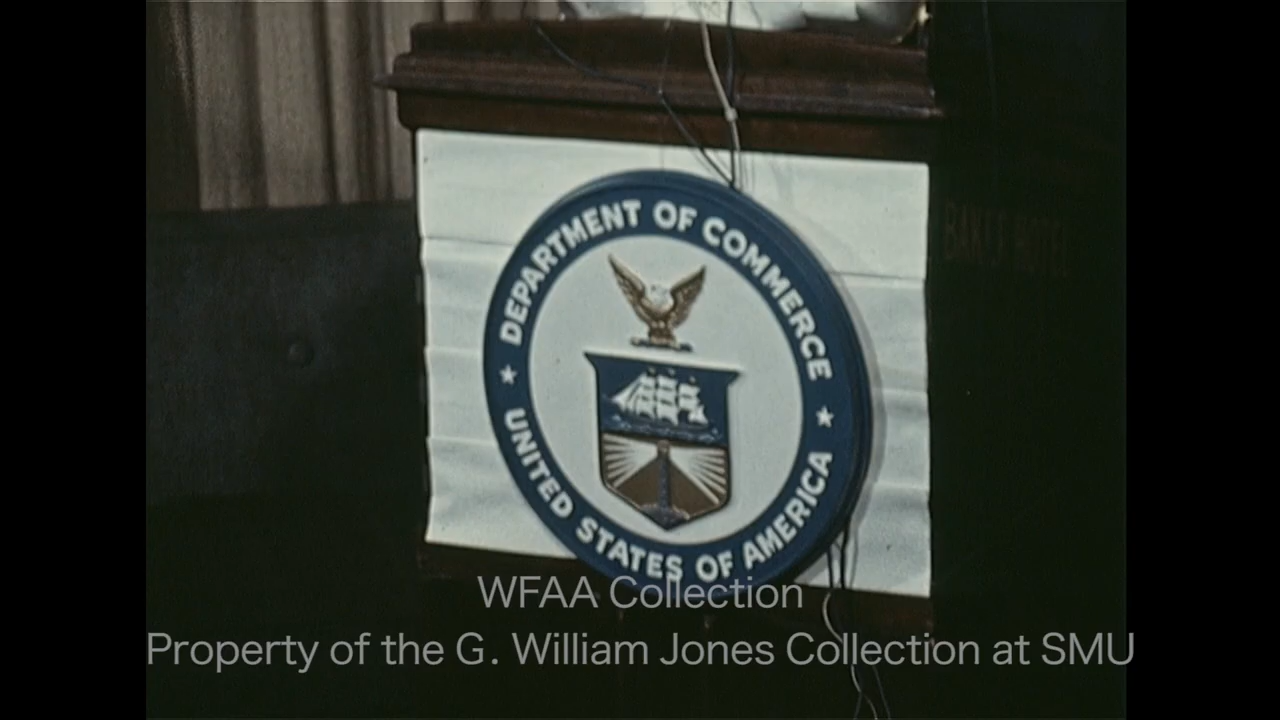 DEPARTMENT OF COMMERCE
UNITED STATES OF AMERICA
WFAA Collection
Property of the G. William Jones Collection at SMU